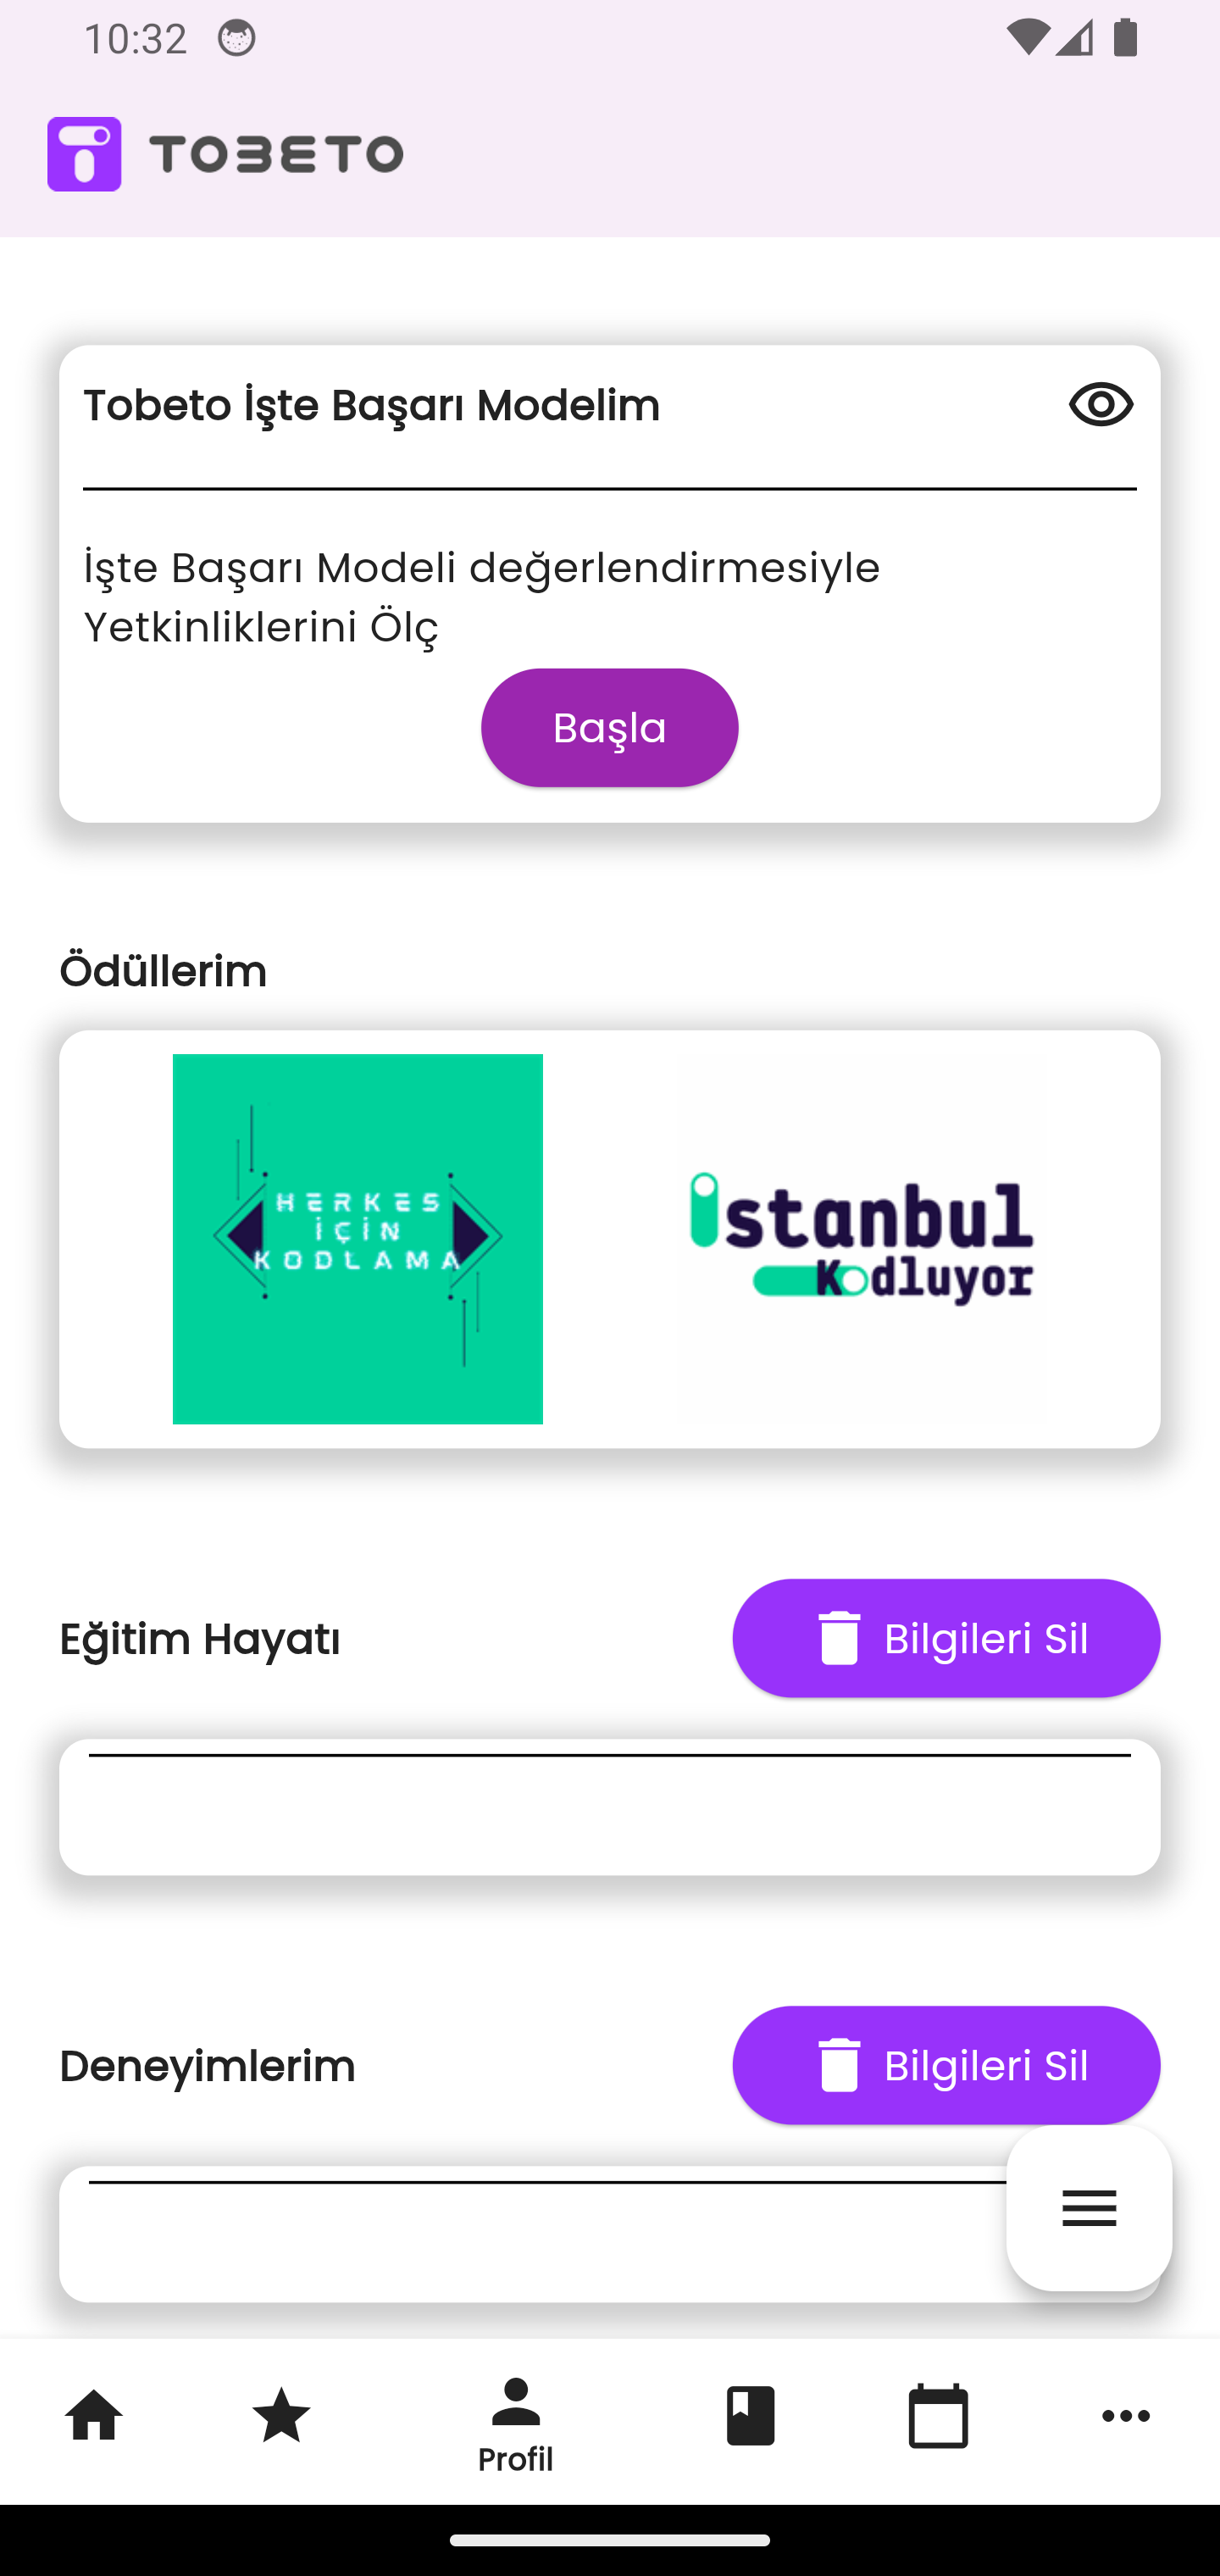 10:32
TOBETO
Tobeto İşte Başarı Modelim
İşte Başarı Modeli değerlendirmesiyle
Yetkinliklerini Ölç
Başla
Ödüllerim
HERKES
İÇİN
KODLAMA
istanbul
Kodluyor
Eğitim Hayatı
Bilgileri Sil
Deneyimlerim
Bilgileri Sil
Profil